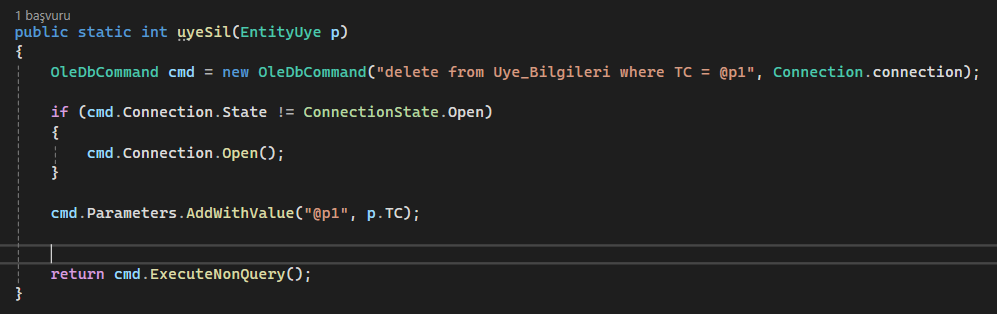 1 başvuru
public static int uyeSil(EntityUye p)
{
OleDbCommand cmd = new OleDbCommand("delete from Uye_Bilgileri where TC = @p1", Connection.connection);
if (cmd.Connection.State != ConnectionState.Open)
{
cmd.Connection.Open();
}
cmd.Parameters.AddWithValue("@p1", p.TC);
return cmd.ExecuteNonQuery();
}